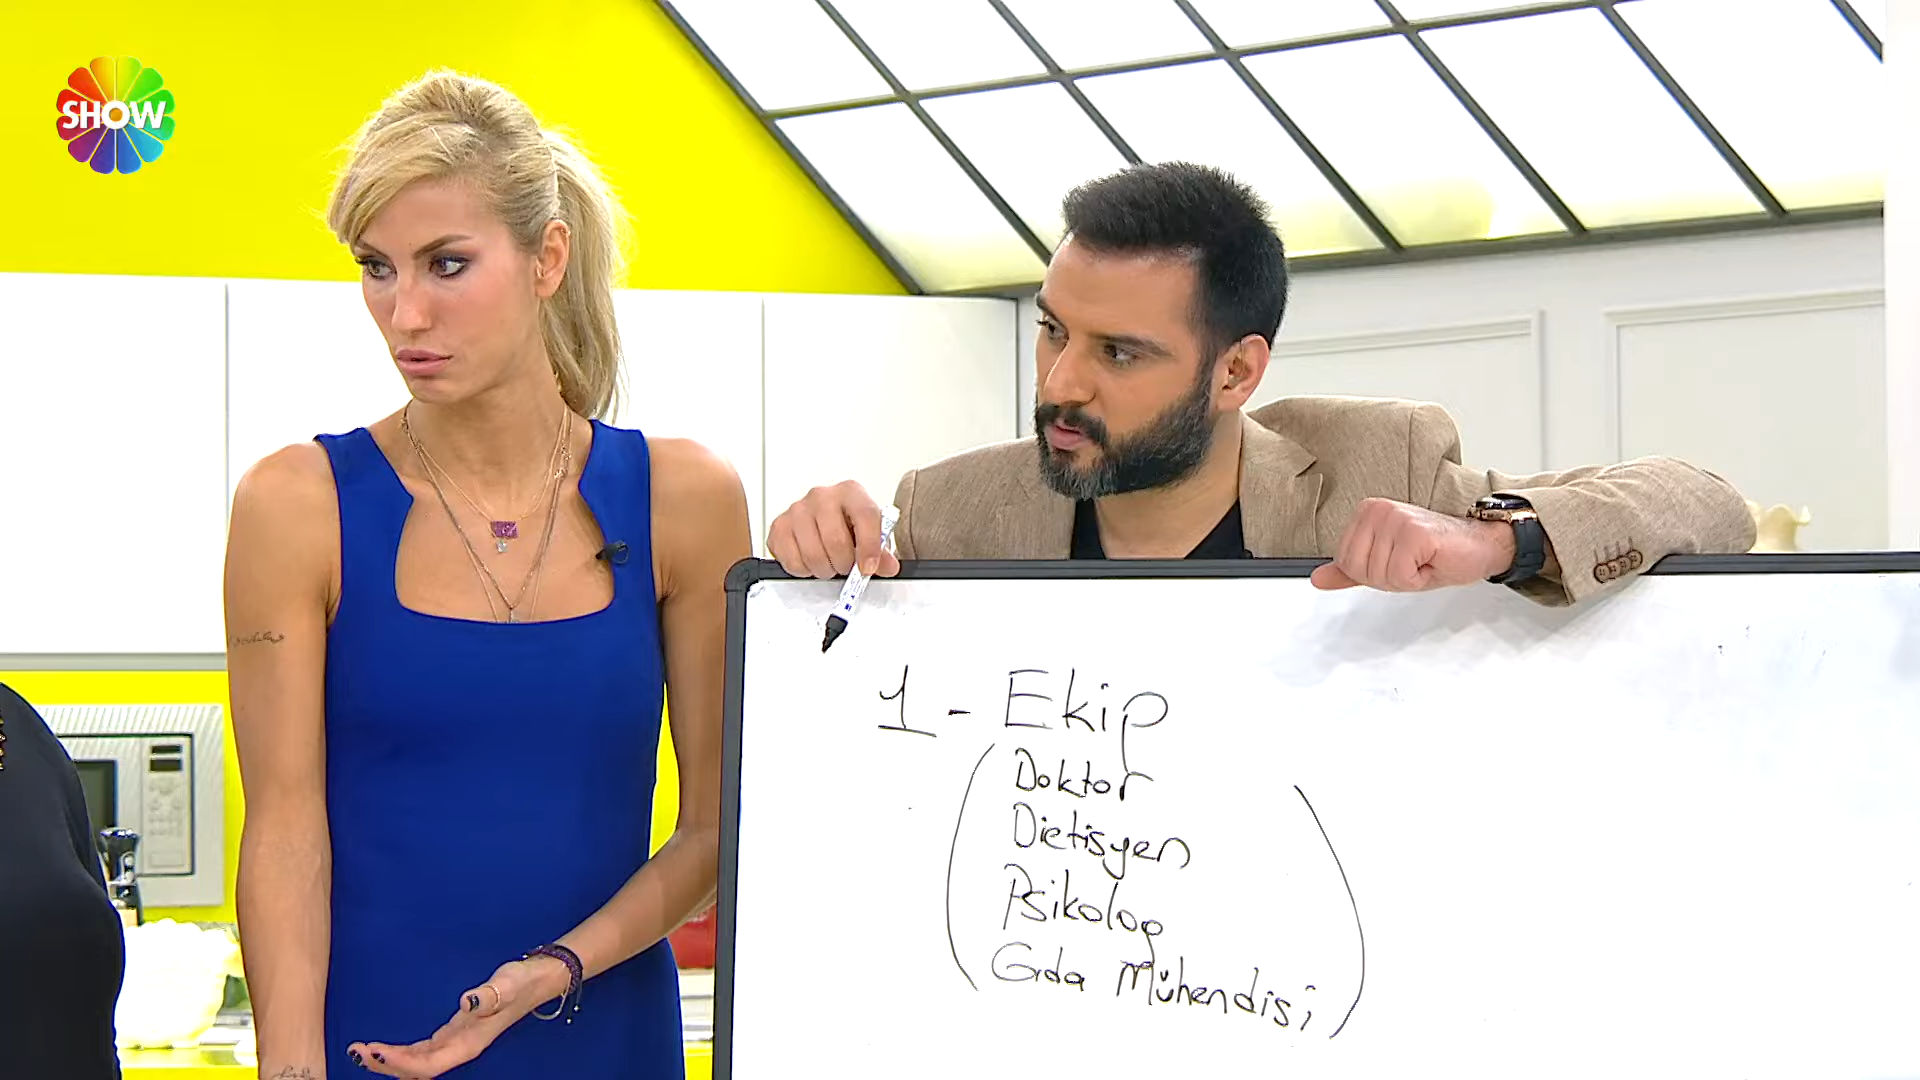 SHOW
1 - Ekip
Doktor
Dietisyen
Psikolog
Gıda Mühendisi